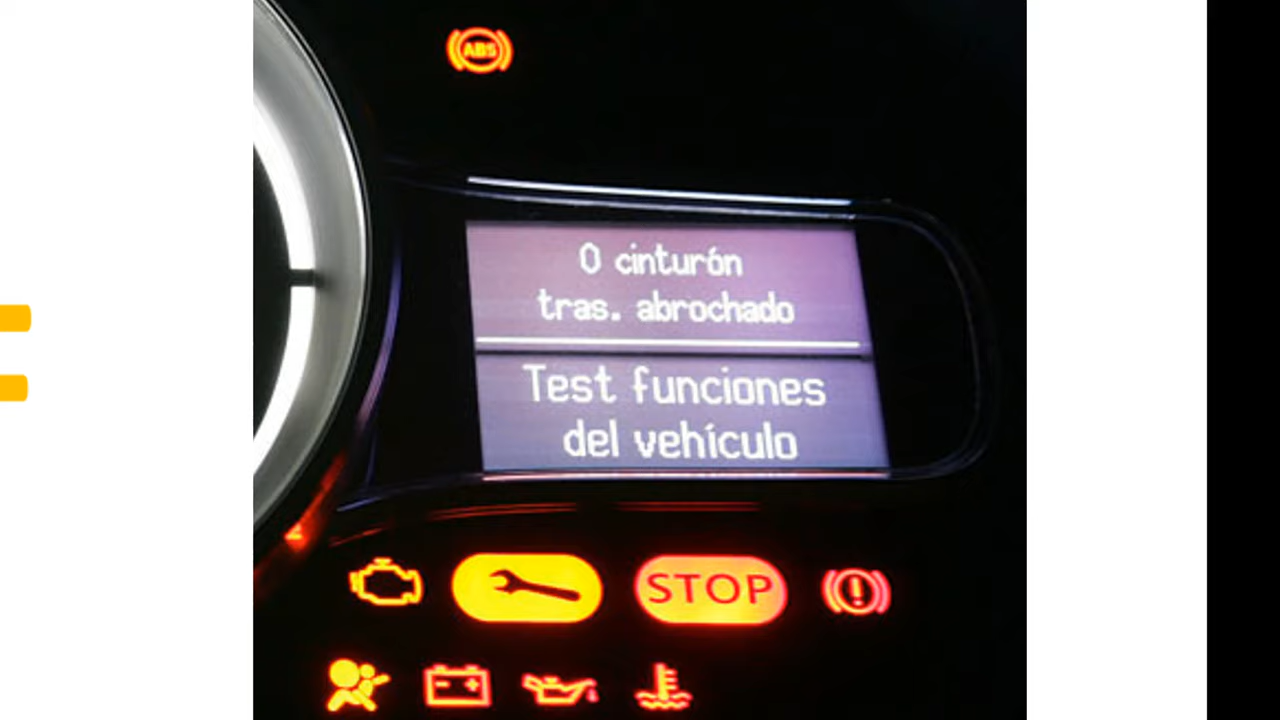 ABS
0 cinturón
tras. abrochado
Test funciones
del vehículo
STOP